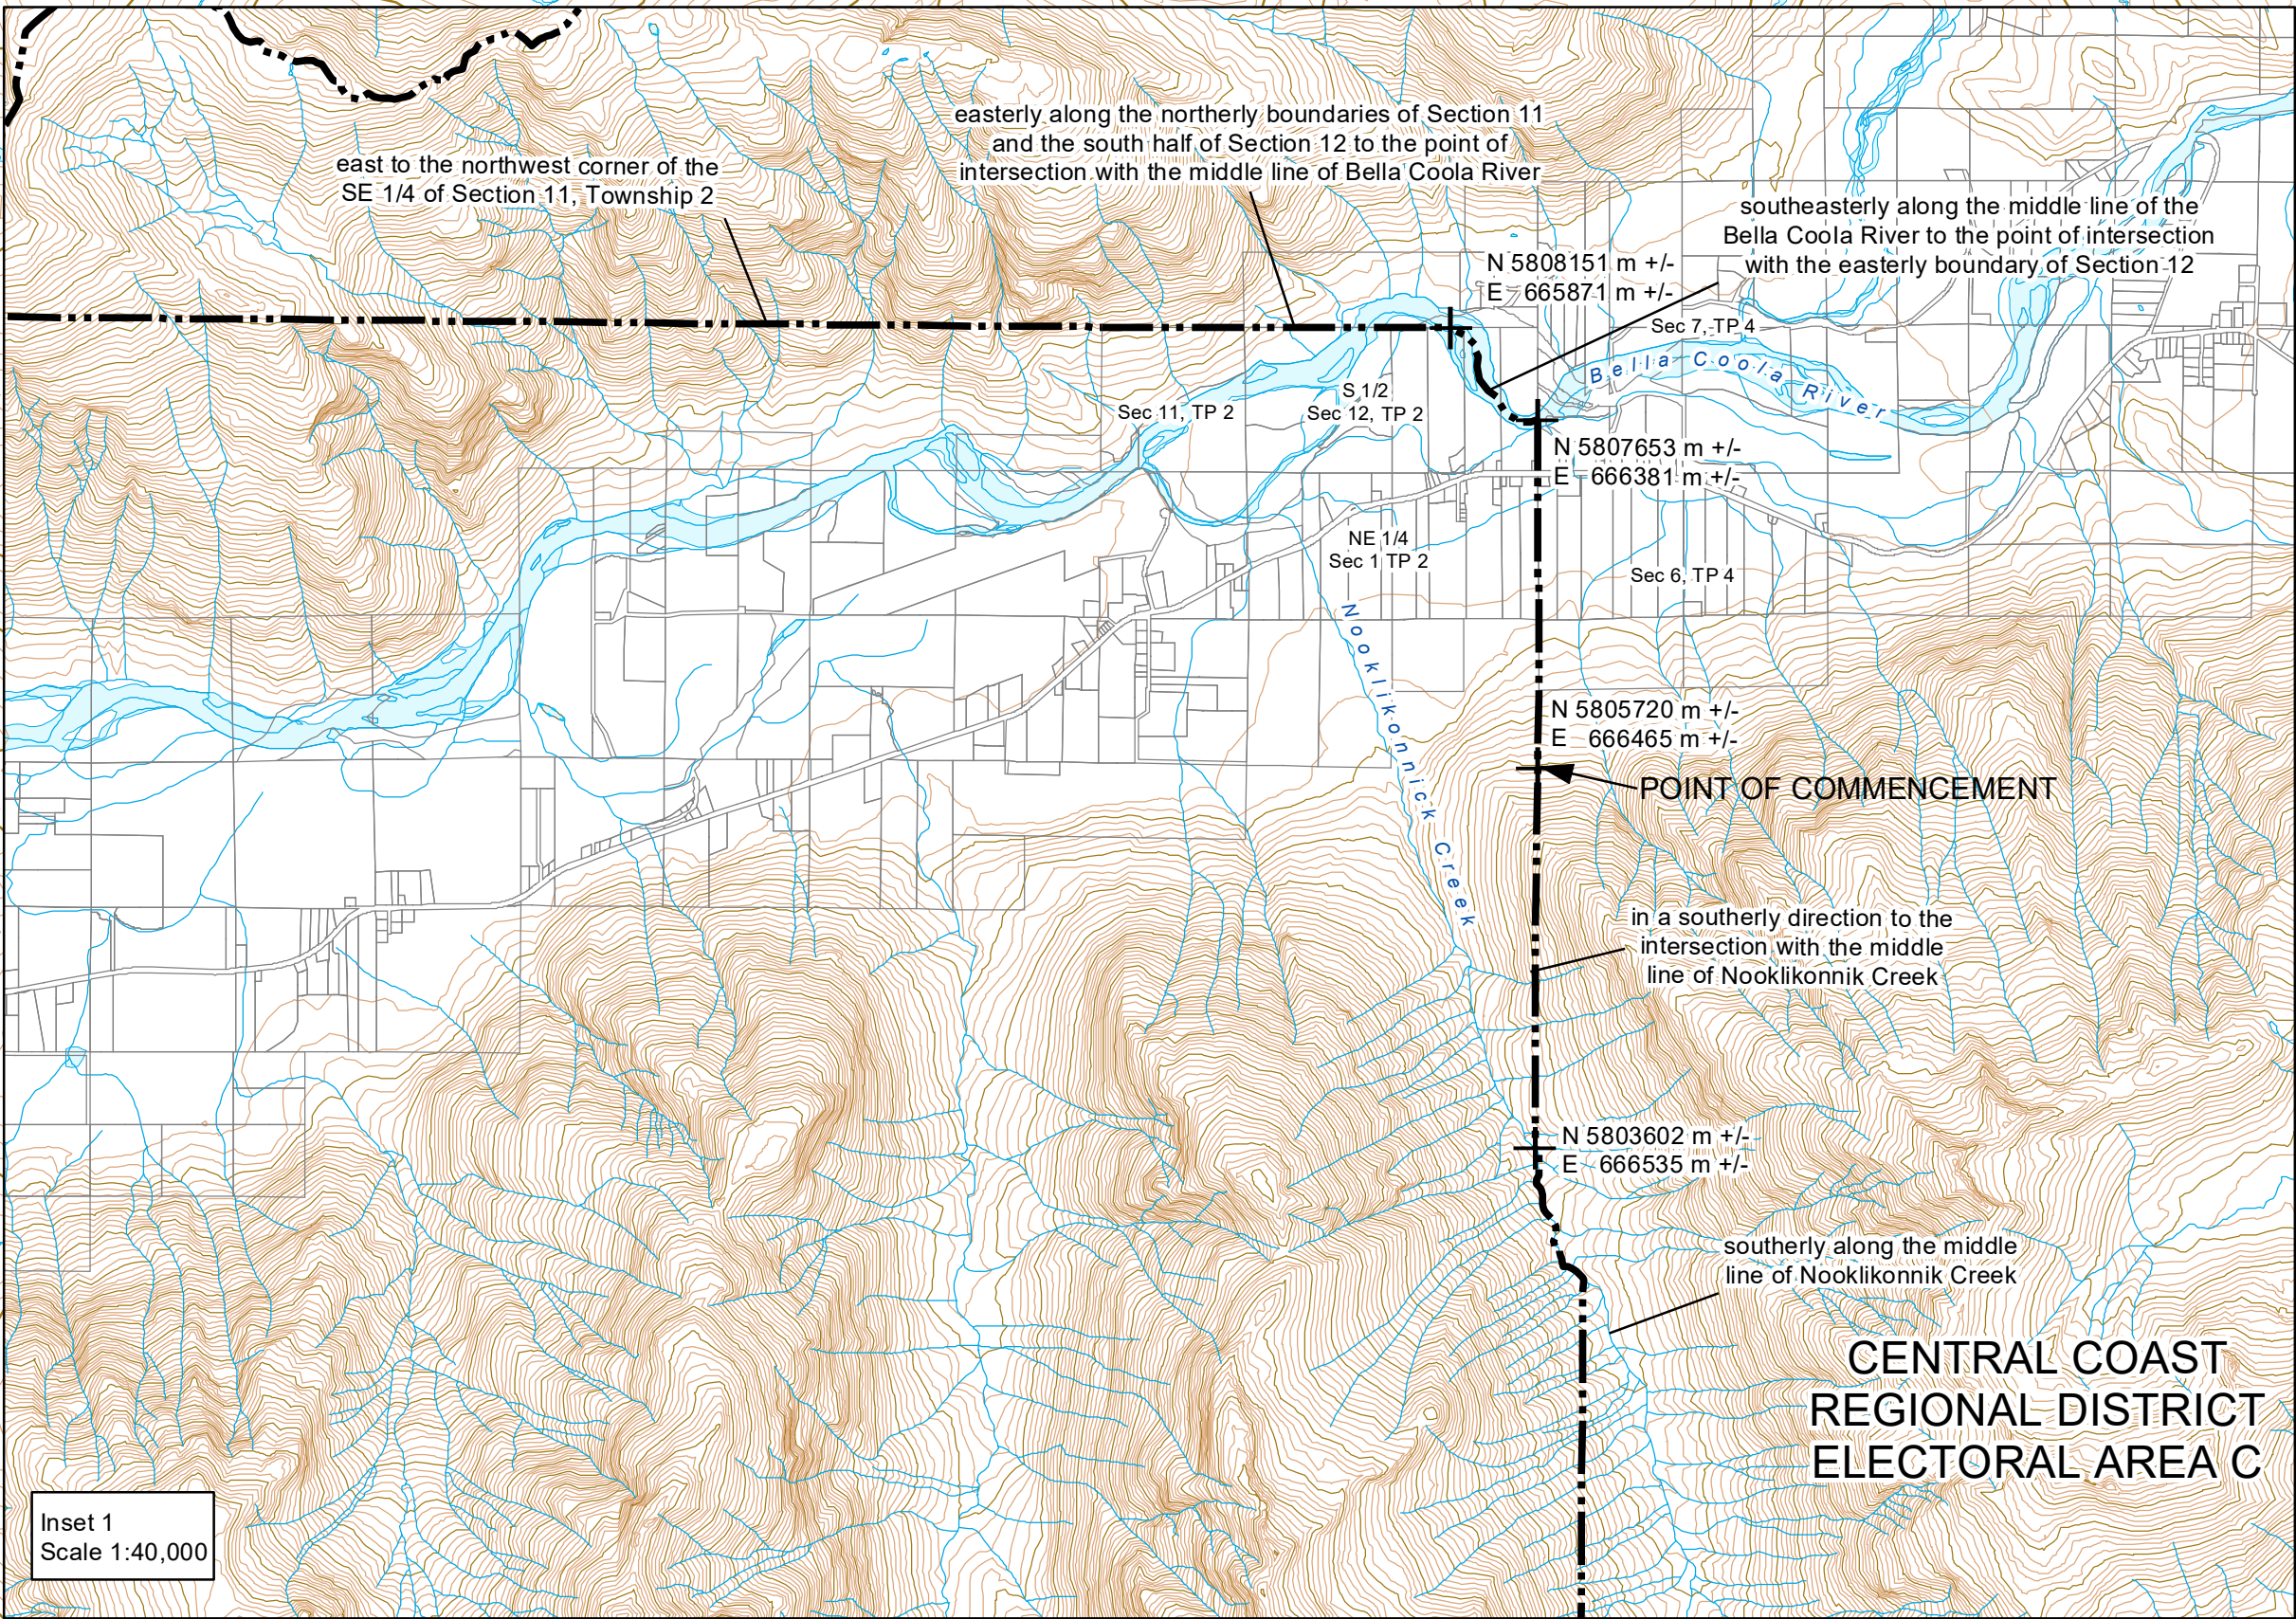 easterly along the northerly boundaries of Section 11
and the south half of Section 12 to the point of
intersection with the middle line of Bella Coola River
east to the northwest corner of the
SE 1/4 of Section 11, Township 2
southeasterly along the middle line of the
Bella Coola River to the point of intersection
with the easterly boundary of Section 12
N 5808151 m +/-
E 665871 m +/-
Sec 7, TP 4
Bella Coola River
S 1/2
Sec 12, TP 2
Sec 11, TP 2
N 5807653 m +/-
E 666381 m +/-
NE 1/4
Sec 1 TP 2
Sec 6, TP 4
Nooklikonnick Creek
N 5805720 m +/-
E 666465 m +/-
POINT OF COMMENCEMENT
in a southerly direction to the
intersection with the middle
line of Nooklikonnik Creek
N 5803602 m +/-
E 666535 m +/-
southerly along the middle
line of Nooklikonnik Creek
CENTRAL COAST
REGIONAL DISTRICT
ELECTORAL AREA C
Inset 1
Scale 1:40,000